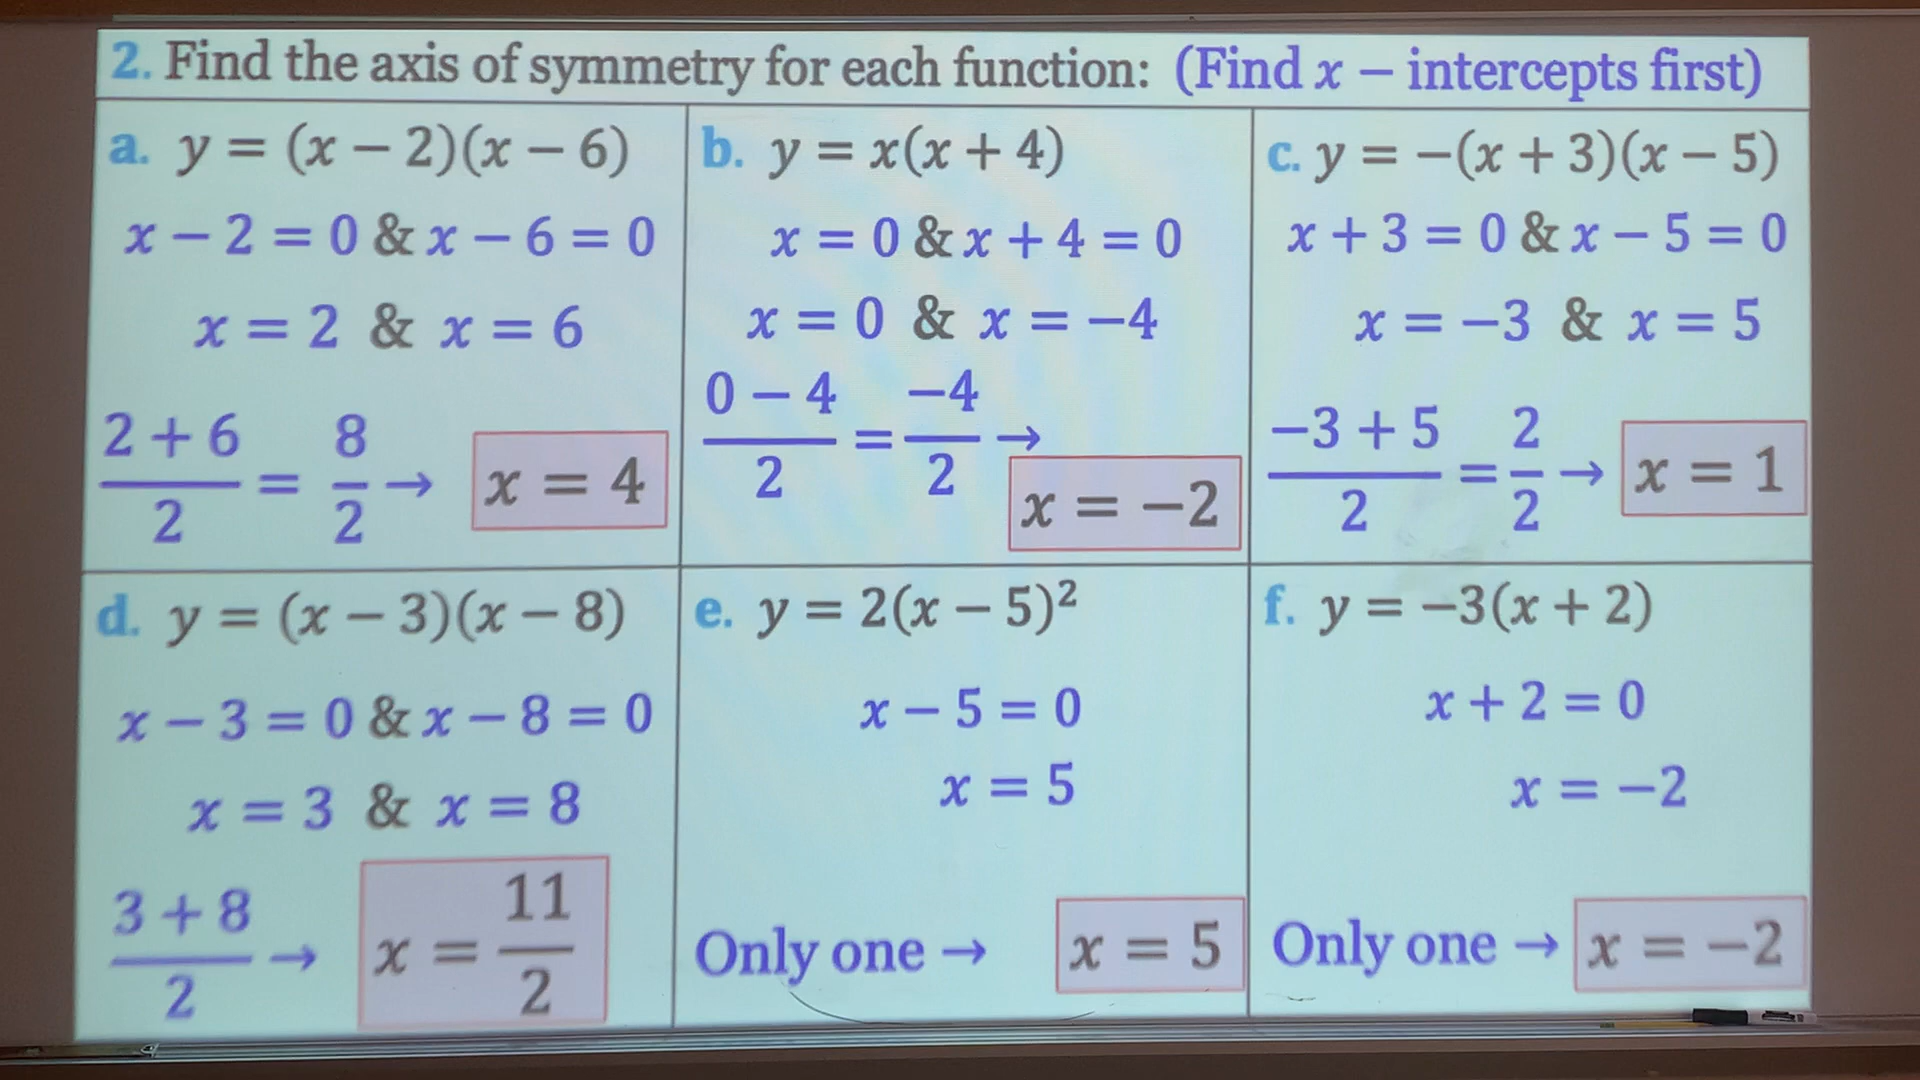 2. Find the axis of symmetry for each function: (Find x – intercepts first)
a. y = (x − 2)(x − 6)
x − 2 = 0 & x − 6 = 0
x = 2 & x = 6
(2 + 6)/2 = 8/2 → x = 4
b. y = x(x + 4)
x = 0 & x + 4 = 0
x = 0 & x = −4
(0 − 4)/2 = −4/2 →
x = −2
c. y = −(x + 3)(x − 5)
x + 3 = 0 & x − 5 = 0
x = −3 & x = 5
(−3 + 5)/2 = 2/2 → x = 1
d. y = (x − 3)(x − 8)
x − 3 = 0 & x − 8 = 0
x = 3 & x = 8
(3 + 8)/2 → x = 11/2
e. y = 2(x − 5)²
x − 5 = 0
x = 5
Only one → x = 5
f. y = −3(x + 2)
x + 2 = 0
x = −2
Only one → x = −2